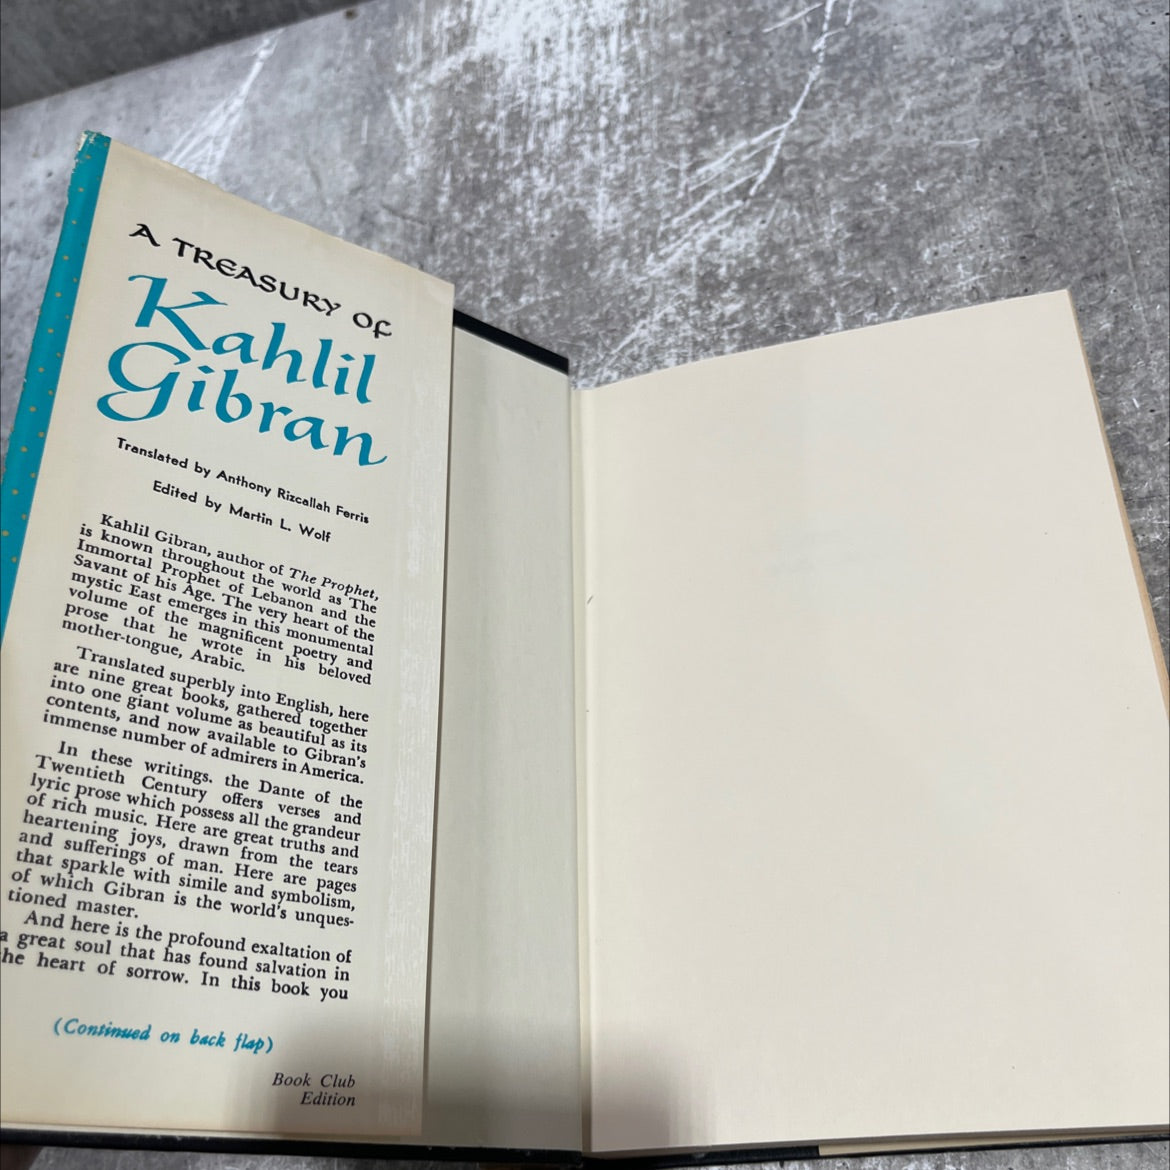 A TREASURY OF
Kahlil
Gibran
Translated by Anthony Rizcallah Ferris
Edited by Martin L. Wolf
Kahlil Gibran, author of The Prophet,
is known throughout the world as The
Immortal Prophet of Lebanon and the
Savant of his Age. The very heart of the
mystic East emerges in this monumental
volume of the magnificent poetry and
prose that he wrote in his beloved
mother-tongue, Arabic.
Translated superbly into English, here
are nine great books, gathered together
into one giant volume as beautiful as its
contents, and now available to Gibran's
immense number of admirers in America.
In these writings, the Dante of the
Twentieth Century offers verses and
lyric prose which possess all the grandeur
of rich music. Here are great truths and
heartening joys, drawn from the tears
and sufferings of man. Here are pages
that sparkle with simile and symbolism,
of which Gibran is the world's unques-
tioned master.
And here is the profound exaltation of
a great soul that has found salvation in
he heart of sorrow. In this book you
(Continued on back flap)
Book Club
Edition